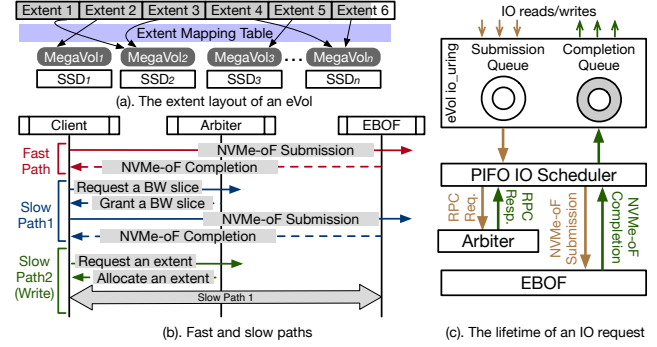 Extent 1 Extent 2 Extent 3 Extent 4 Extent 5 Extent 6
Extent Mapping Table
MegaVol1 MegaVol2 MegaVol3 ... MegaVoln
SSD1 SSD2 SSD3 SSDn
(a). The extent layout of an eVol
Client Arbiter EBOF
Fast
Path
NVMe-oF Submission
NVMe-oF Completion
Slow
Path1
Request a BW slice
Grant a BW slice
NVMe-oF Submission
NVMe-oF Completion
Slow
Path2
(Write)
Request an extent
Allocate an extent
Slow Path 1
(b). Fast and slow paths
IO reads/writes
eVol io_uring
Submission
Queue
Completion
Queue
PIFO IO Scheduler
RPC
Req.
RPC
Resp.
NVMe-oF
Submission
NVMe-oF
Completion
Arbiter
EBOF
(c). The lifetime of an IO request